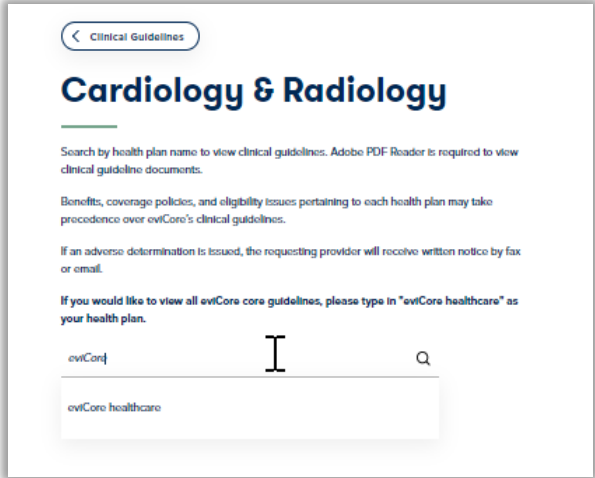 Clinical Guidelines
Cardiology & Radiology
Search by health plan name to view clinical guidelines. Adobe PDF Reader is required to view
clinical guideline documents.
Benefits, coverage policies, and eligibility issues pertaining to each health plan may take
precedence over eviCore's clinical guidelines.
If an adverse determination is issued, the requesting provider will receive written notice by fax
or email.
If you would like to view all eviCore core guidelines, please type in "eviCore healthcare" as
your health plan.
eviCore
eviCore healthcare